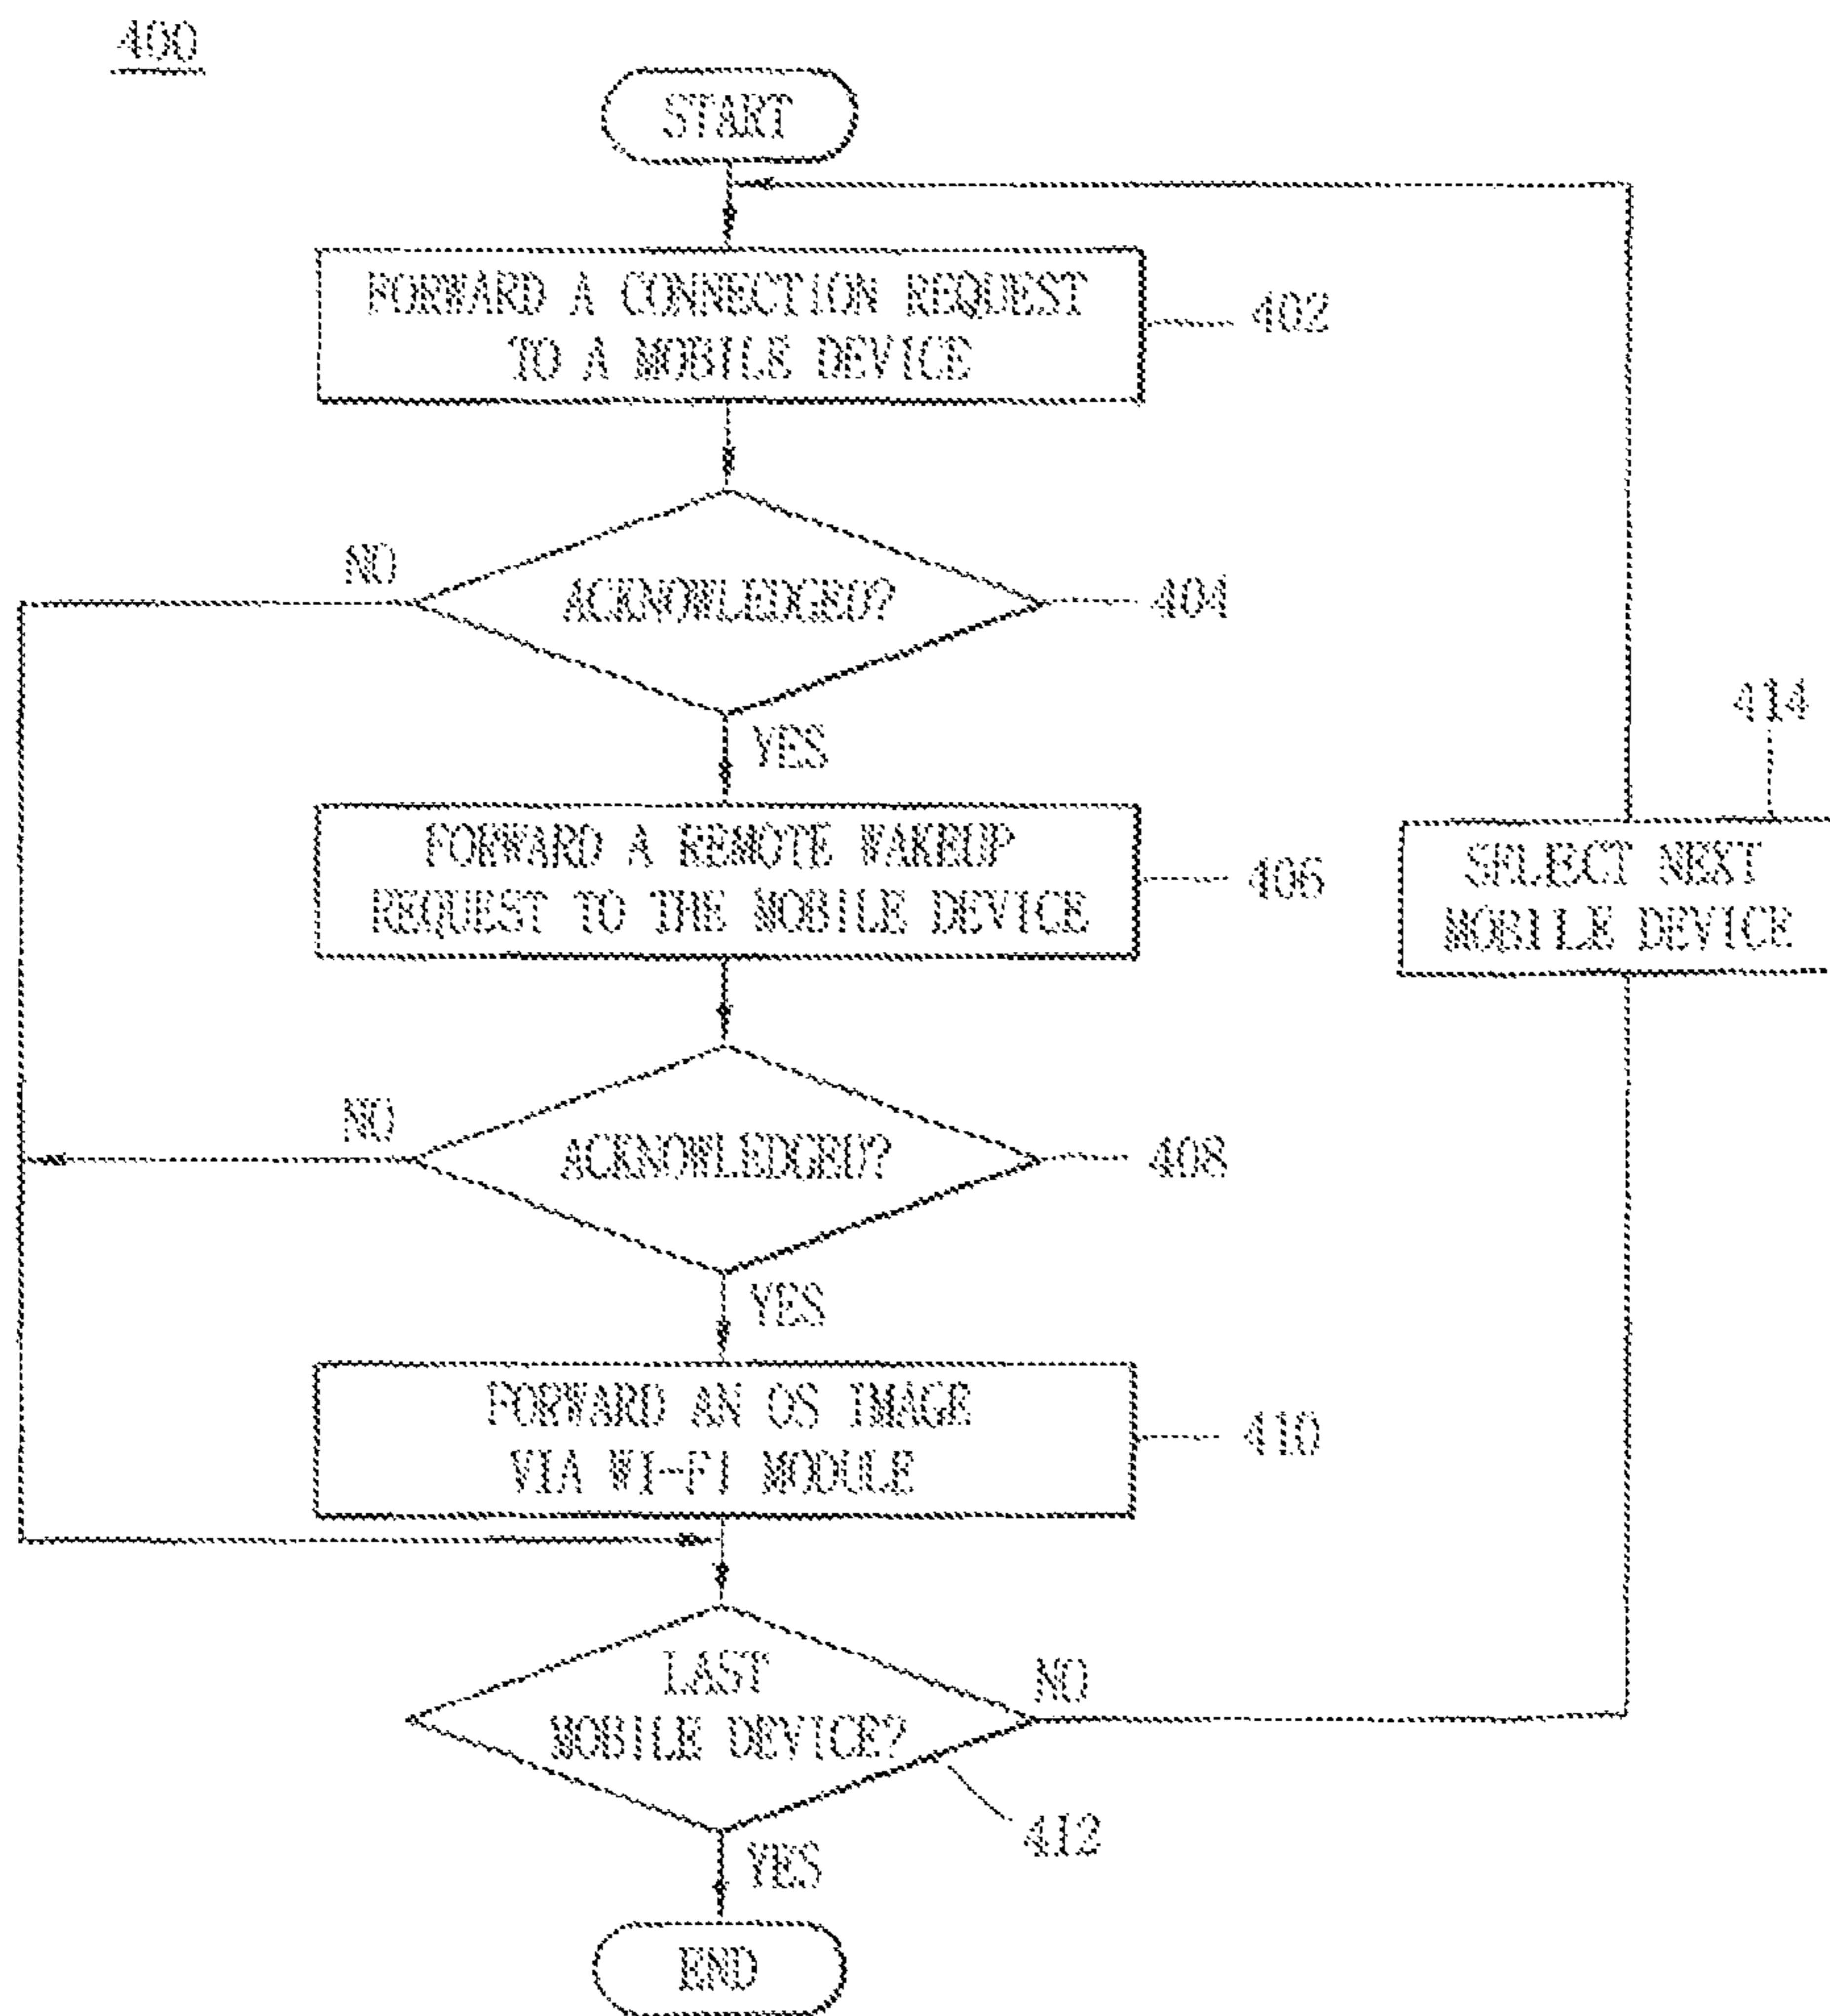 400
START
FORWARD A CONNECTION REQUEST
TO A MOBILE DEVICE
402
NO
ACKNOWLEDGED?
404
YES
414
FORWARD A REMOTE WAKEUP
REQUEST TO THE MOBILE DEVICE
406
SELECT NEXT
MOBILE DEVICE
NO
ACKNOWLEDGED?
408
YES
FORWARD AN OS IMAGE
VIA WI-FI MODULE
410
LAST
MOBILE DEVICE?
NO
412
YES
END